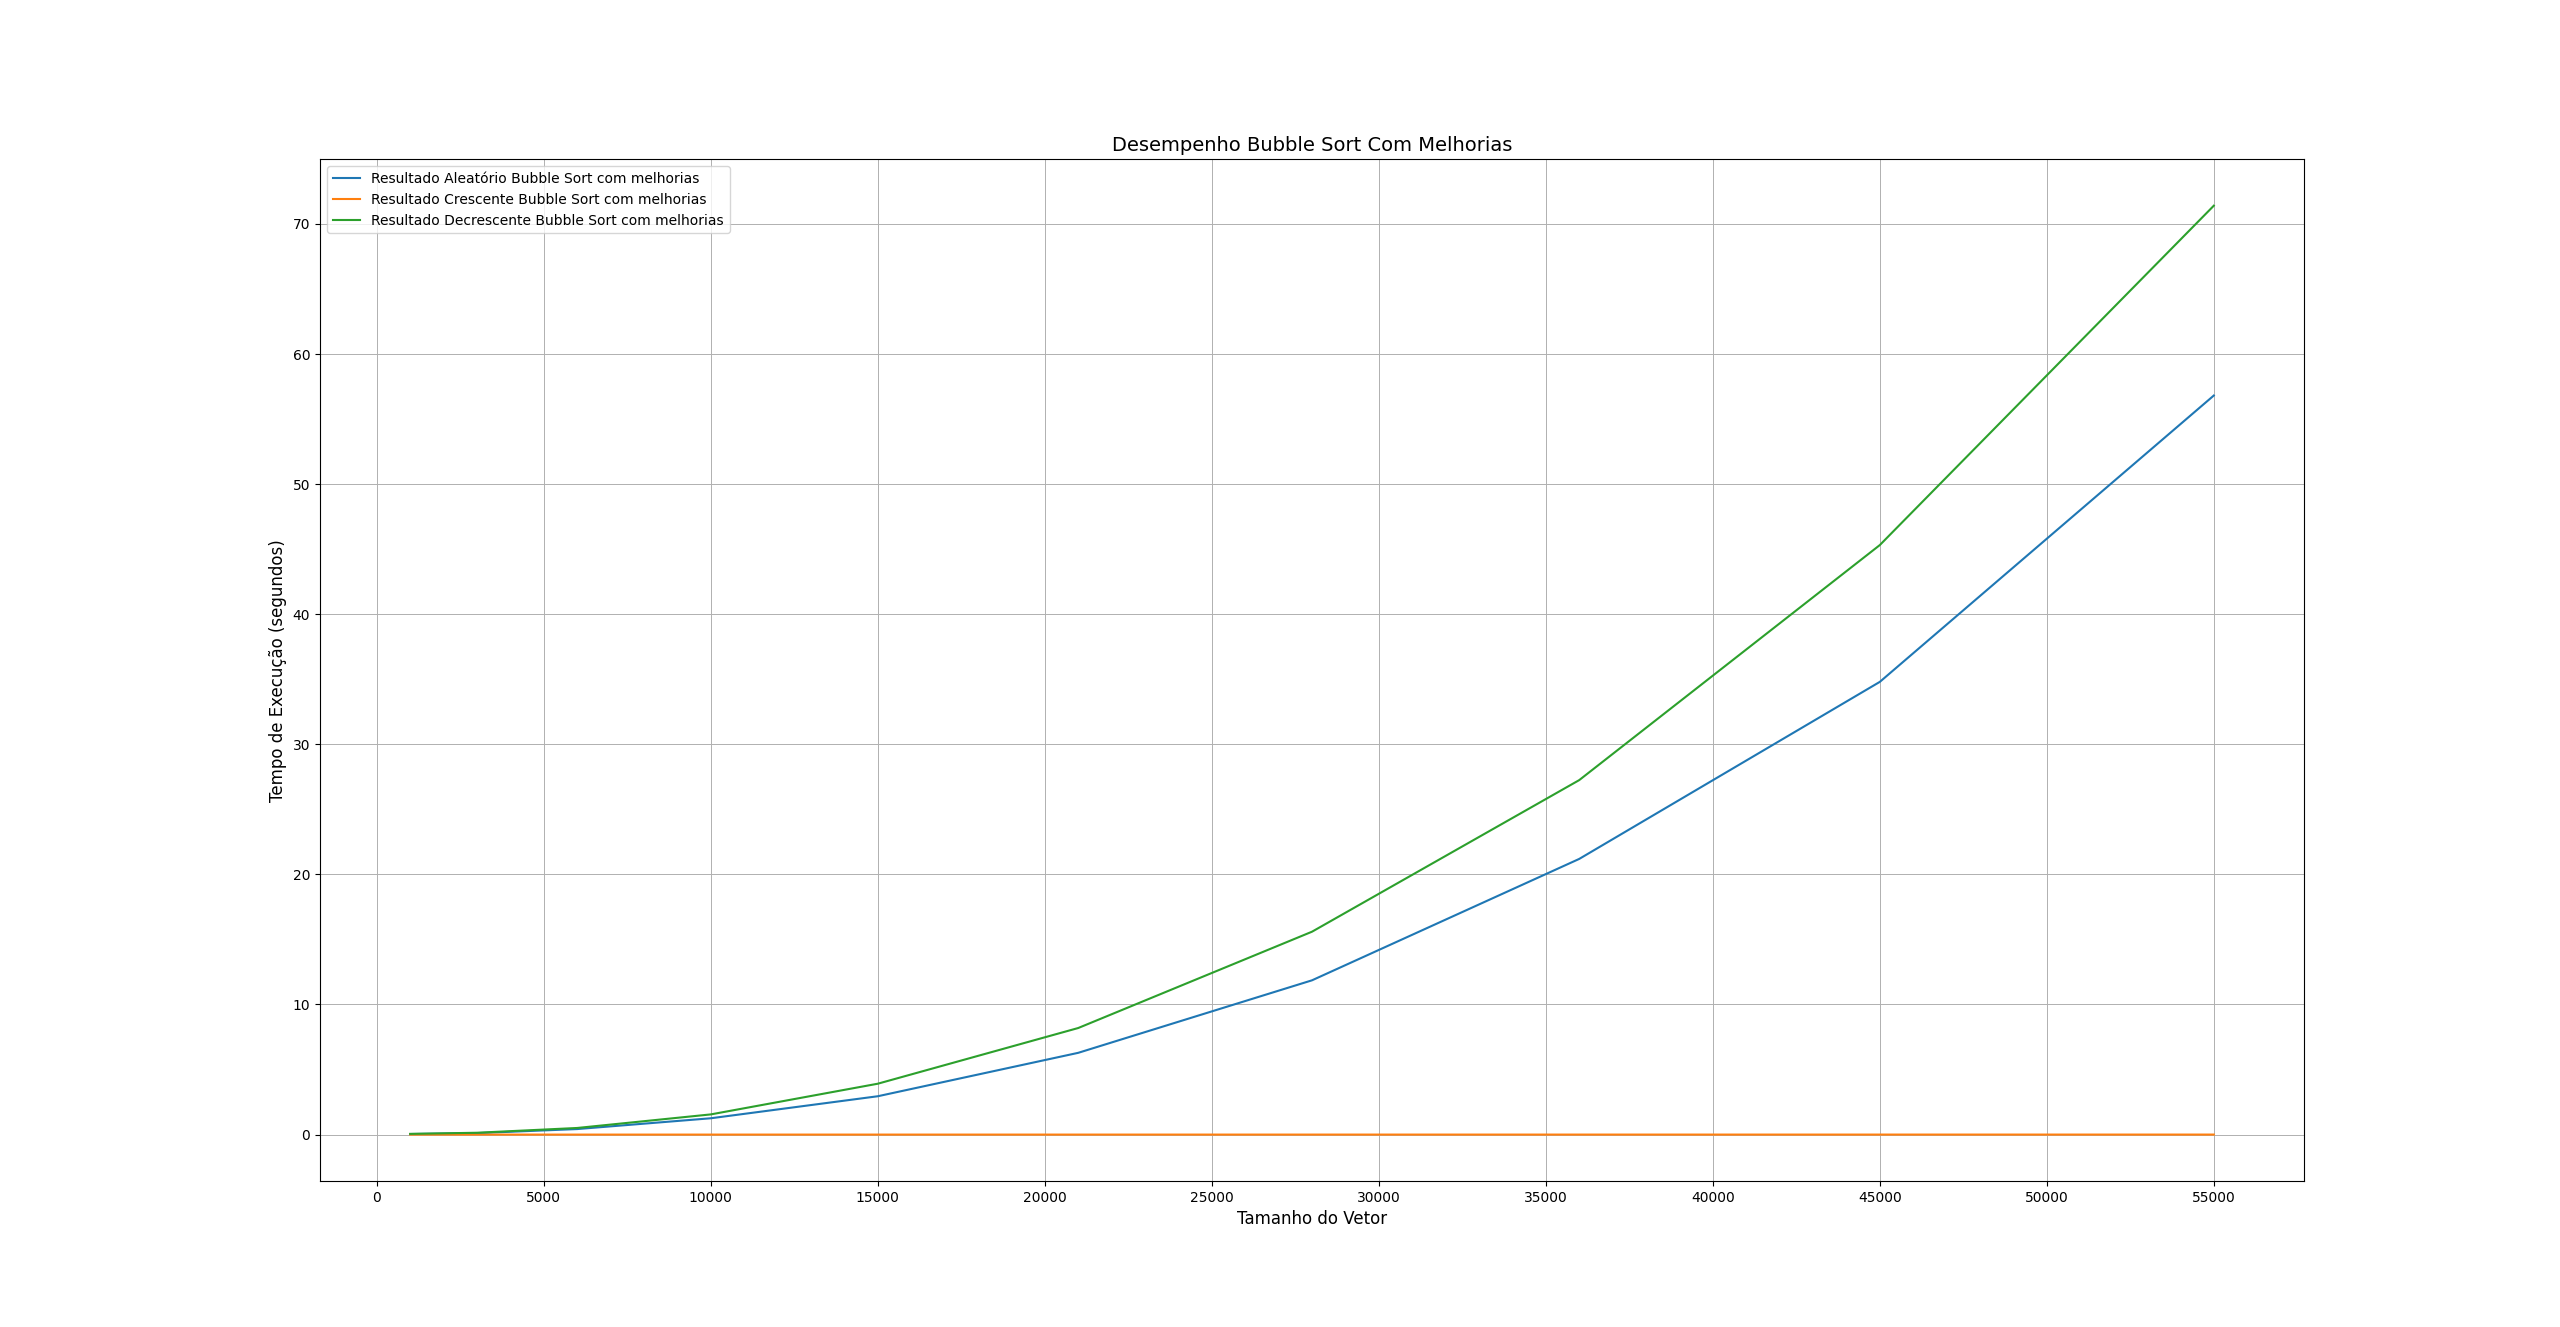 Desempenho Bubble Sort Com Melhorias
Resultado Aleatório Bubble Sort com melhorias
Resultado Crescente Bubble Sort com melhorias
Resultado Decrescente Bubble Sort com melhorias
70
60
50
40
30
20
10
0
Tempo de Execução (segundos)
0 5000 10000 15000 20000 25000 30000 35000 40000 45000 50000 55000
Tamanho do Vetor